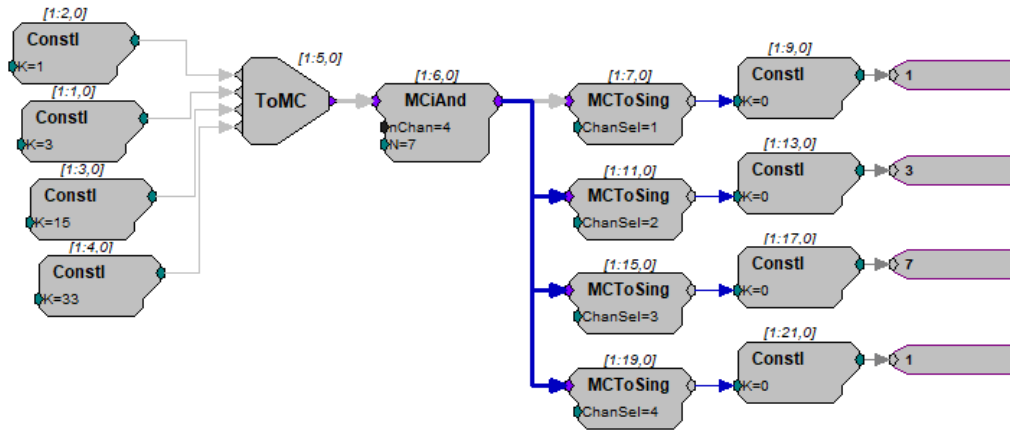 [1:2,0]
ConstI
K=1
[1:1,0]
ConstI
K=3
[1:3,0]
ConstI
K=15
[1:4,0]
ConstI
K=33
[1:5,0]
ToMC
[1:6,0]
MCiAnd
nChan=4
N=7
[1:7,0]
MCToSing
ChanSel=1
[1:9,0]
ConstI
K=0
1
[1:11,0]
MCToSing
ChanSel=2
[1:13,0]
ConstI
K=0
3
[1:15,0]
MCToSing
ChanSel=3
[1:17,0]
ConstI
K=0
7
[1:19,0]
MCToSing
ChanSel=4
[1:21,0]
ConstI
K=0
1